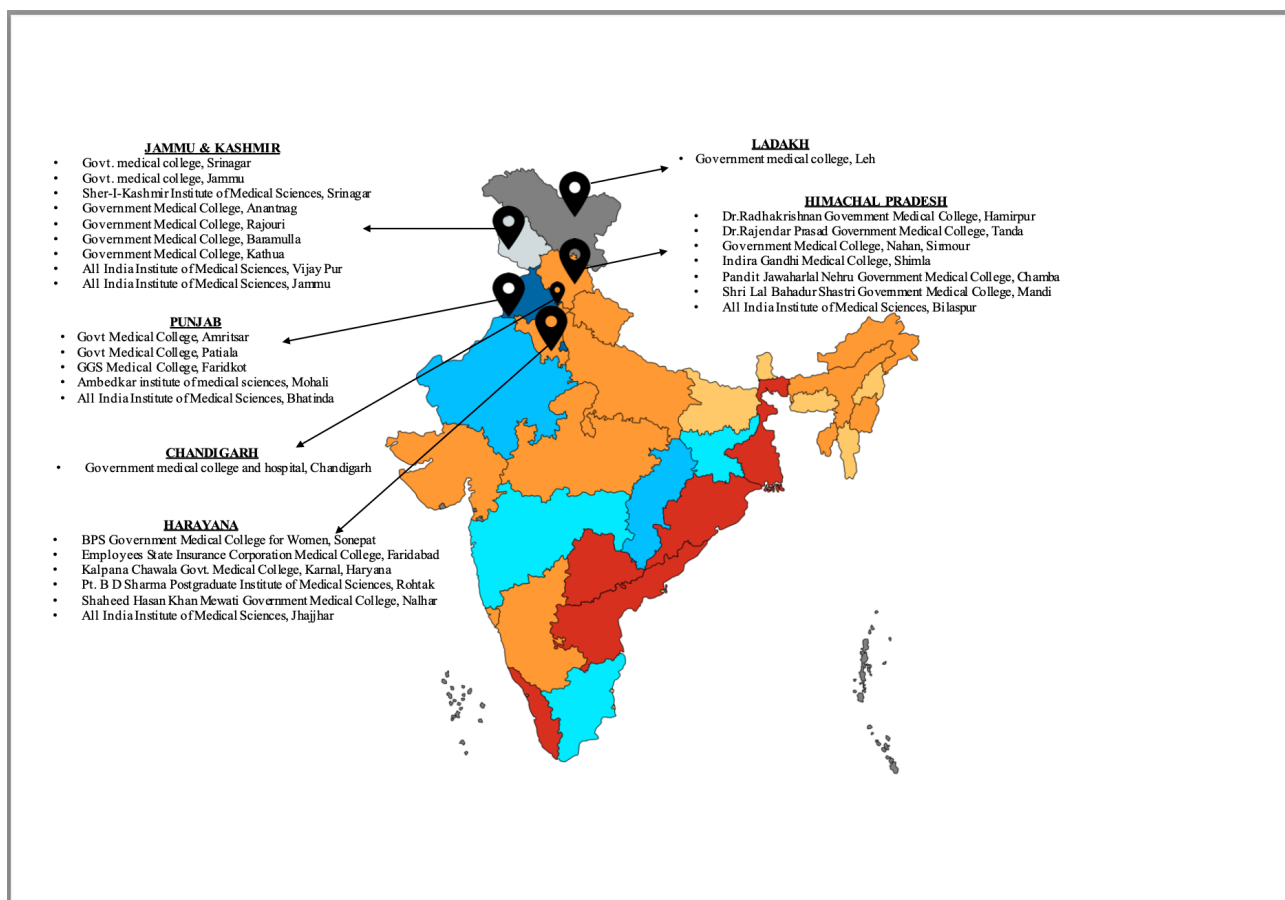 JAMMU & KASHMIR
• Govt. medical college, Srinagar
• Govt. medical college, Jammu
• Sher-I-Kashmir Institute of Medical Sciences, Srinagar
• Government Medical College, Anantnag
• Government Medical College, Rajouri
• Government Medical College, Baramulla
• Government Medical College, Kathua
• All India Institute of Medical Sciences, Vijay Pur
• All India Institute of Medical Sciences, Jammu
PUNJAB
• Govt Medical College, Amritsar
• Govt Medical College, Patiala
• GGS Medical College, Faridkot
• Ambedkar institute of medical sciences, Mohali
• All India Institute of Medical Sciences, Bhatinda
CHANDIGARH
• Government medical college and hospital, Chandigarh
HARAYANA
• BPS Government Medical College for Women, Sonepat
• Employees State Insurance Corporation Medical College, Faridabad
• Kalpana Chawala Govt. Medical College, Karnal, Haryana
• Pt. B D Sharma Postgraduate Institute of Medical Sciences, Rohtak
• Shaheed Hasan Khan Mewati Government Medical College, Nalhar
• All India Institute of Medical Sciences, Jhajjhar
LADAKH
• Government medical college, Leh
HIMACHAL PRADESH
• Dr.Radhakrishnan Government Medical College, Hamirpur
• Dr.Rajendar Prasad Government Medical College, Tanda
• Government Medical College, Nahan, Sirmour
• Indira Gandhi Medical College, Shimla
• Pandit Jawaharlal Nehru Government Medical College, Chamba
• Shri Lal Bahadur Shastri Government Medical College, Mandi
• All India Institute of Medical Sciences, Bilaspur